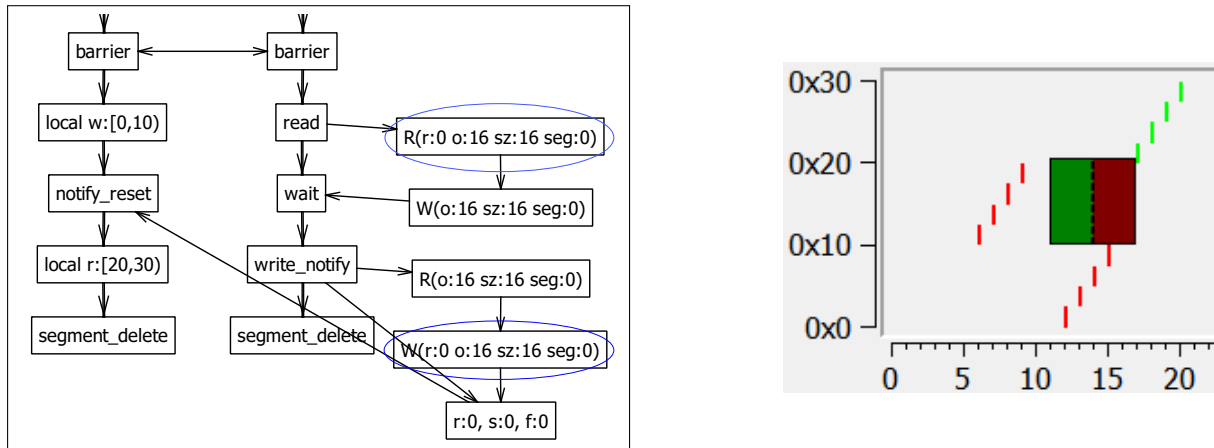 barrier
barrier
local w:[0,10)
read
R(r:0 o:16 sz:16 seg:0)
notify_reset
wait
W(o:16 sz:16 seg:0)
local r:[20,30)
write_notify
R(o:16 sz:16 seg:0)
segment_delete
segment_delete
W(r:0 o:16 sz:16 seg:0)
r:0, s:0, f:0
0x30
0x20
0x10
0x0
0 5 10 15 20